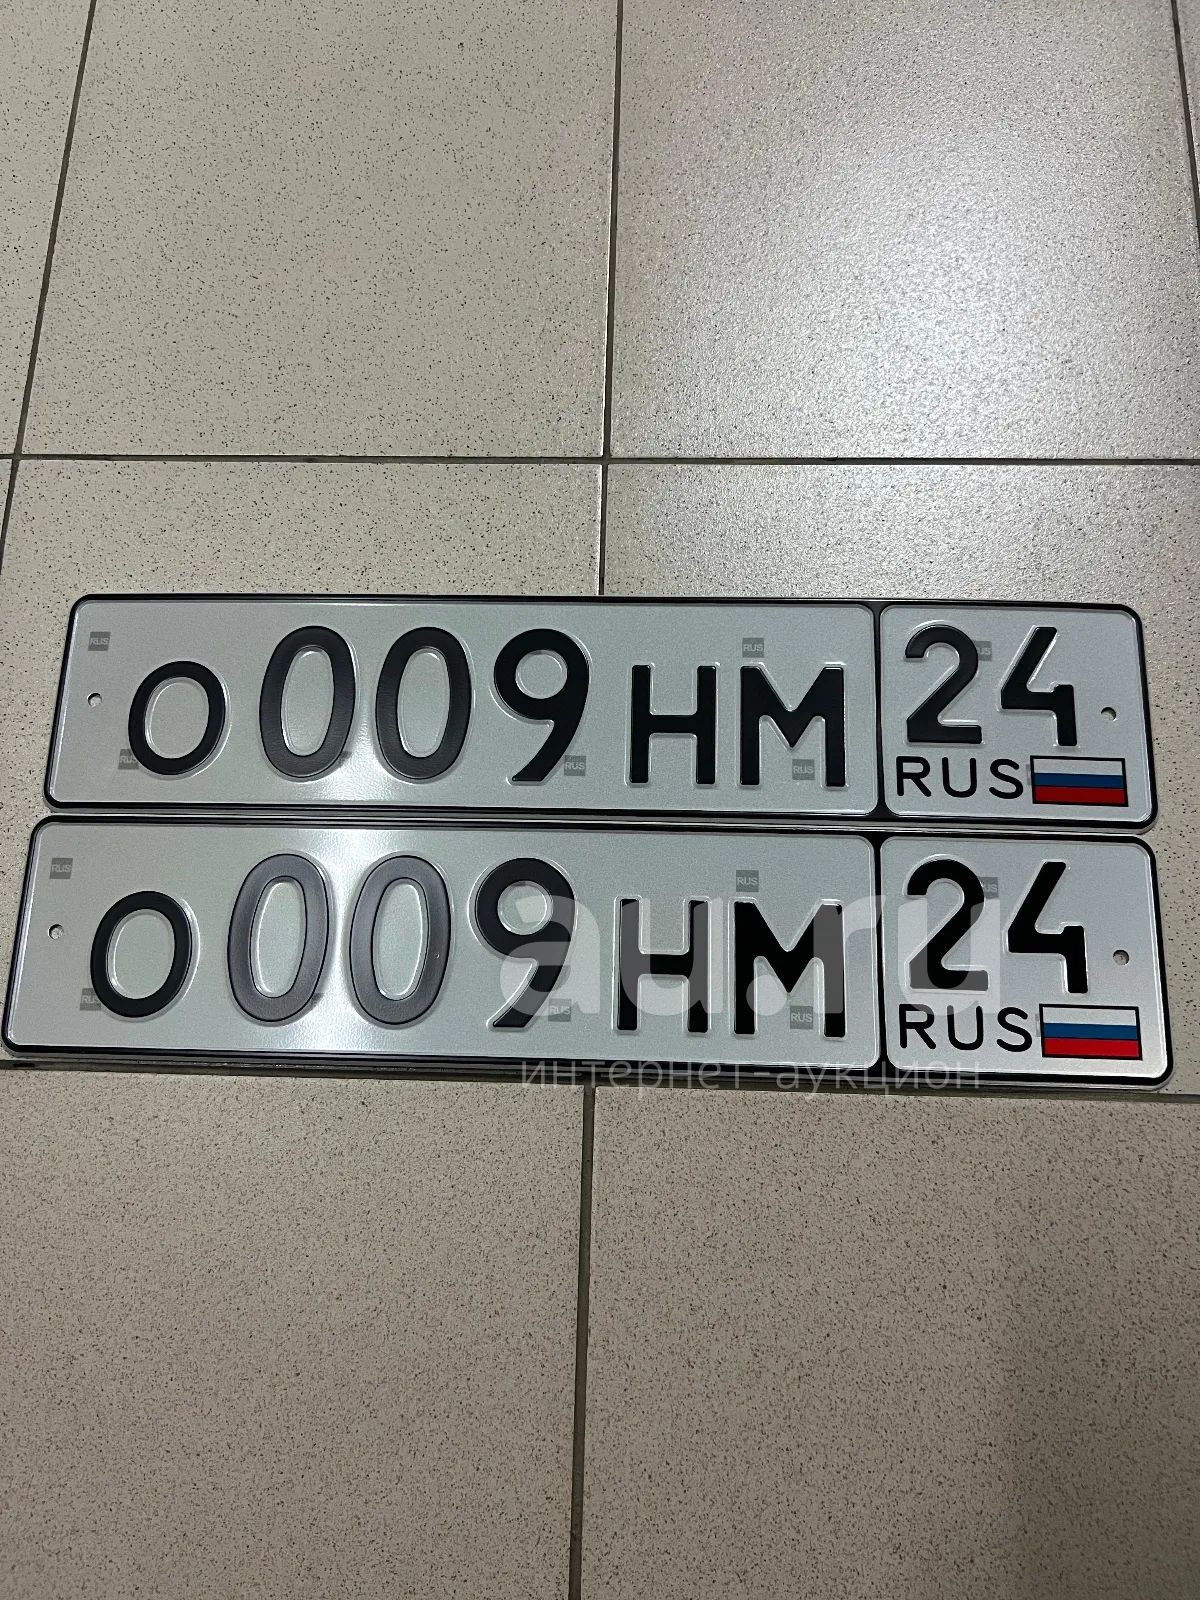 О009НМ 24
RUS
О009НМ 24
RUS
au.ru
интернет-аукцион